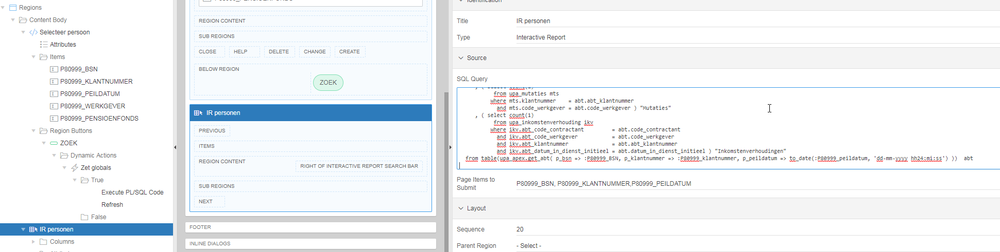 Regions
Content Body
Selecteer persoon
Attributes
Items
P80999_BSN
P80999_KLANTNUMMER
P80999_PEILDATUM
P80999_WERKGEVER
P80999_PENSIOENFONDS
Region Buttons
ZOEK
Dynamic Actions
Zet globals
True
Execute PL/SQL Code
Refresh
False
IR personen
Columns
REGION CONTENT
SUB REGIONS
CLOSE HELP DELETE CHANGE CREATE
BELOW REGION
ZOEK
IR personen
PREVIOUS
ITEMS
REGION CONTENT
RIGHT OF INTERACTIVE REPORT SEARCH BAR
SUB REGIONS
NEXT
FOOTER
INLINE DIALOGS
Identification
Title IR personen
Type Interactive Report
Source
SQL Query
from upa_mutaties mts
where mts.klantnummer = abt.abt_klantnummer
and mts.code_werkgever = abt.code_werkgever ) "Mutaties"
, ( select count(1)
from upa_inkomstenverhouding ikv
where ikv.abt_code_contractant = abt.code_contractant
and ikv.abt_code_werkgever = abt.code_werkgever
and ikv.abt_klantnummer = abt.abt_klantnummer
and ikv.abt_datum_in_dienst_initieel = abt.datum_in_dienst_initieel ) "Inkomstenverhoudingen"
from table(upa_apex.get_abt( p_bsn => :P80999_BSN, p_klantnummer => :P80999_klantnummer, p_peildatum => to_date(:P80999_peildatum, 'dd-mm-yyyy hh24:mi:ss') )) abt
Page Items to
Submit
P80999_BSN, P80999_KLANTNUMMER,P80999_PEILDATUM
Layout
Sequence 20
Parent Region - Select -